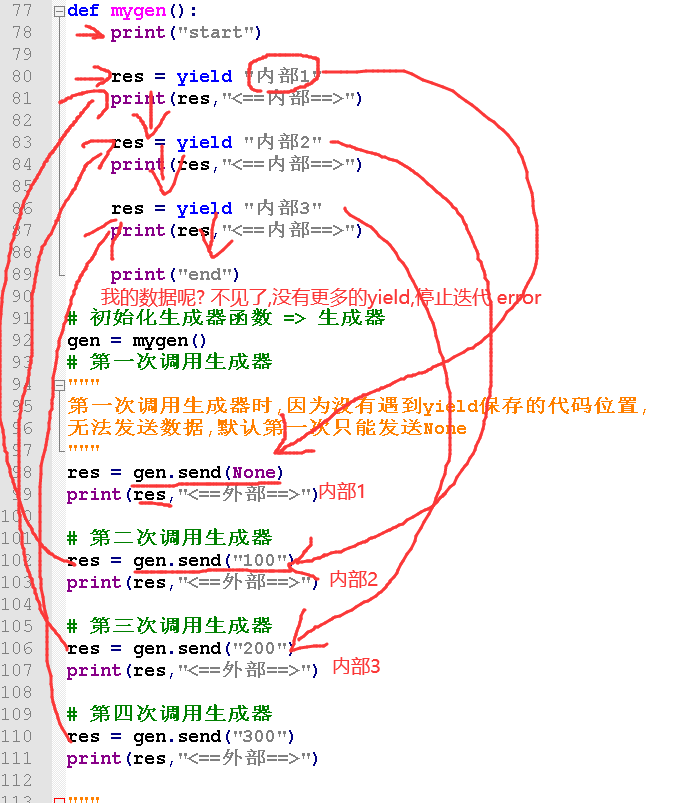 77 def mygen():
78 print("start")
79
80 res = yield "内部1"
81 print(res,"<==内部==>")
82
83 res = yield "内部2"
84 print(res,"<==内部==>")
85
86 res = yield "内部3"
87 print(res,"<==内部==>")
88
89 print("end")
我的数据呢? 不见了,没有更多的yield,停止迭代 error
90
91 # 初始化生成器函数 => 生成器
92 gen = mygen()
93 # 第一次调用生成器
94 """
95 第一次调用生成器时,因为没有遇到yield保存的代码位置,
96 无法发送数据,默认第一次只能发送None
97 """
98 res = gen.send(None)
99 print(res,"<==外部==>") 内部1
100
101 # 第二次调用生成器
102 res = gen.send("100")
103 print(res,"<==外部==>") 内部2
104
105 # 第三次调用生成器
106 res = gen.send("200")
107 print(res,"<==外部==>") 内部3
108
109 # 第四次调用生成器
110 res = gen.send("300")
111 print(res,"<==外部==>")
112
113 """